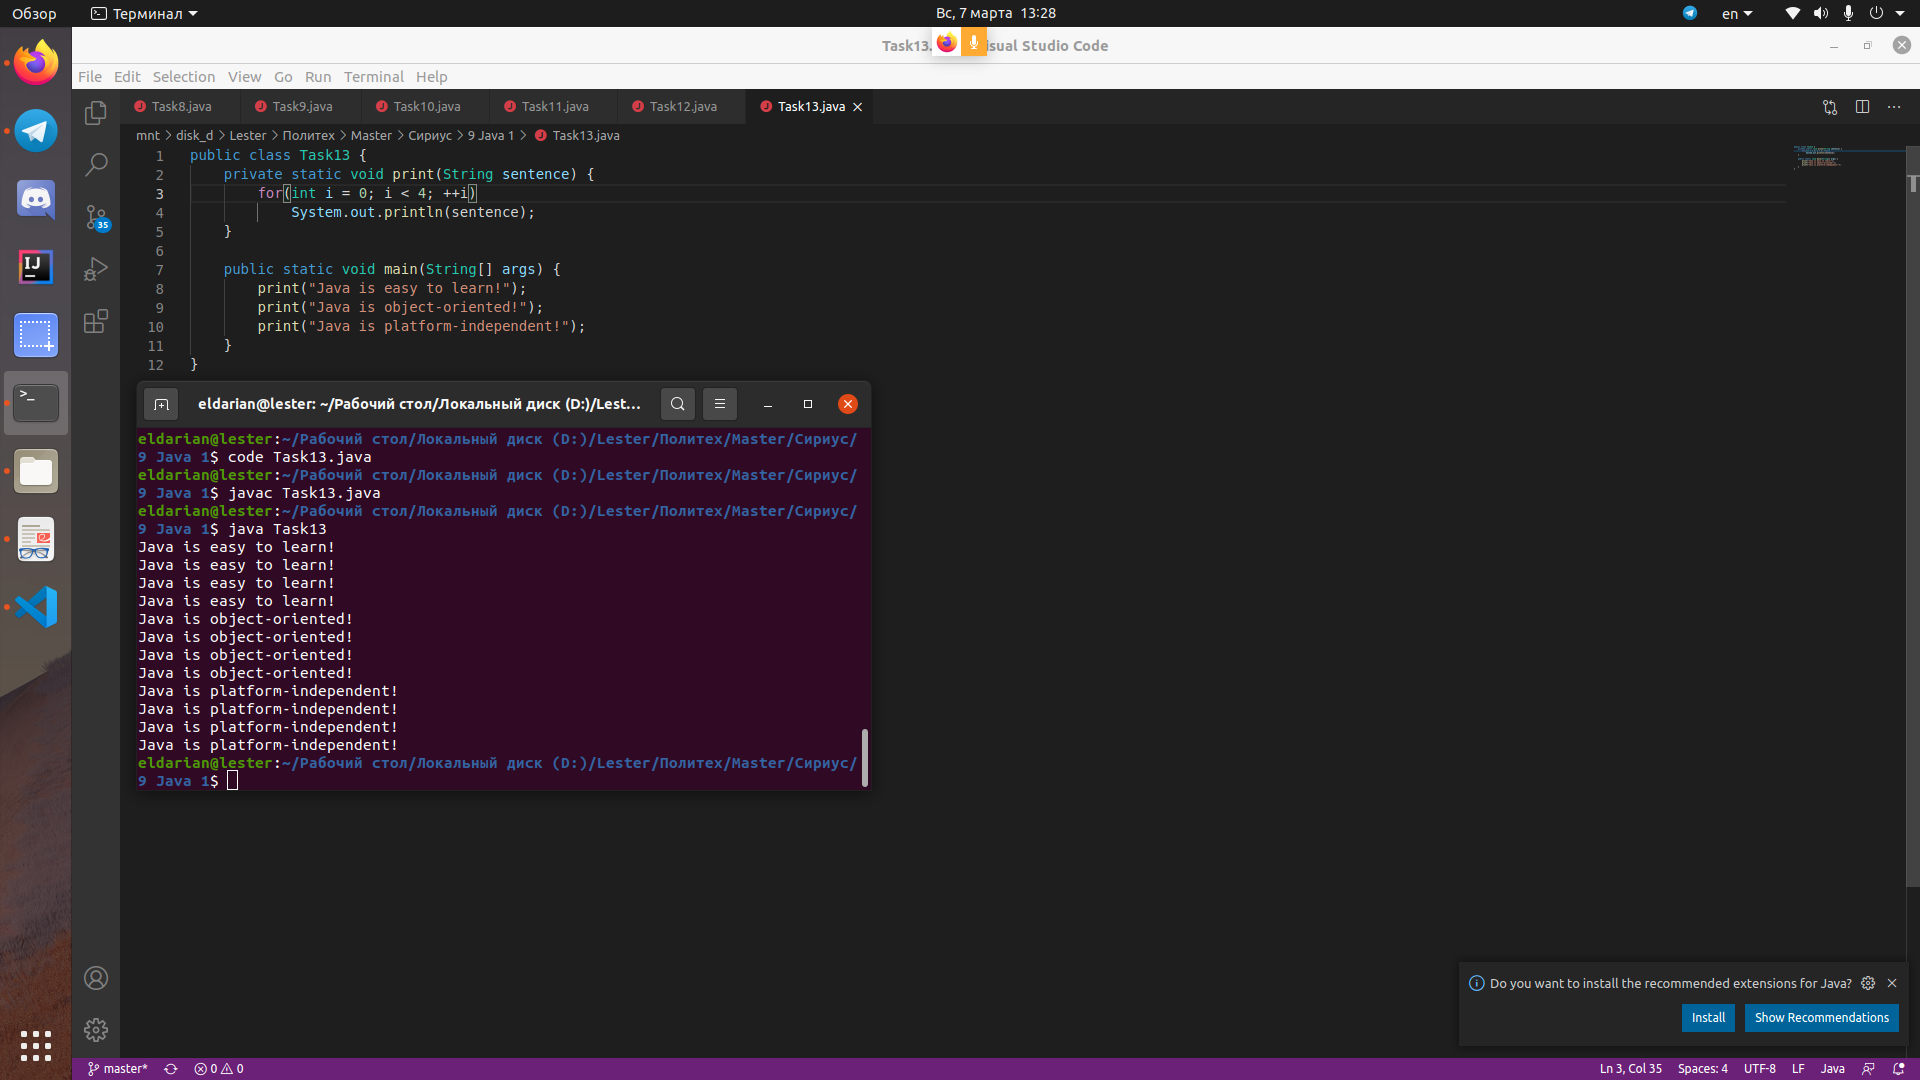 Обзор
Терминал
Вс, 7 марта 13:28
en
Task13.
isual Studio Code
File Edit Selection View Go Run Terminal Help
Task8.java
Task9.java
Task10.java
Task11.java
Task12.java
Task13.java
mnt > disk_d > Lester > Политех > Master > Сириус > 9 Java 1 > Task13.java
1 public class Task13 {
2 private static void print(String sentence) {
3 for(int i = 0; i < 4; ++i)
4 System.out.println(sentence);
5 }
6
7 public static void main(String[] args) {
8 print("Java is easy to learn!");
9 print("Java is object-oriented!");
10 print("Java is platform-independent!");
11 }
12 }
35
IJ
eldarian@lester: ~/Рабочий стол/Локальный диск (D:)/Lest...
eldarian@lester:~/Рабочий стол/Локальный диск (D:)/Lester/Политех/Master/Сириус/
9 Java 1$ code Task13.java
eldarian@lester:~/Рабочий стол/Локальный диск (D:)/Lester/Политех/Master/Сириус/
9 Java 1$ javac Task13.java
eldarian@lester:~/Рабочий стол/Локальный диск (D:)/Lester/Политех/Master/Сириус/
9 Java 1$ java Task13
Java is easy to learn!
Java is easy to learn!
Java is easy to learn!
Java is easy to learn!
Java is object-oriented!
Java is object-oriented!
Java is object-oriented!
Java is object-oriented!
Java is platform-independent!
Java is platform-independent!
Java is platform-independent!
Java is platform-independent!
eldarian@lester:~/Рабочий стол/Локальный диск (D:)/Lester/Политех/Master/Сириус/
9 Java 1$
Do you want to install the recommended extensions for Java?
Install
Show Recommendations
master*
0 0
Ln 3, Col 35
Spaces: 4
UTF-8
LF
Java